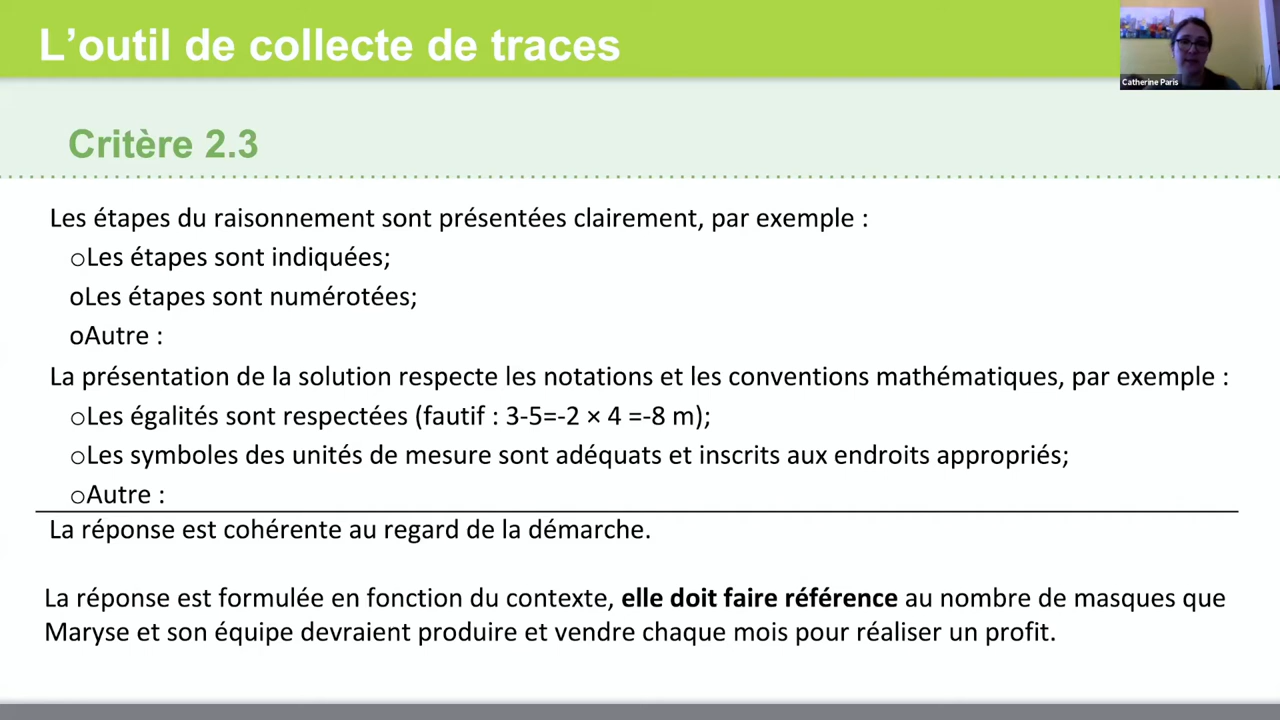 L’outil de collecte de traces
Catherine Paris
Critère 2.3
Les étapes du raisonnement sont présentées clairement, par exemple :
oLes étapes sont indiquées;
oLes étapes sont numérotées;
oAutre :
La présentation de la solution respecte les notations et les conventions mathématiques, par exemple :
oLes égalités sont respectées (fautif : 3-5=-2 × 4 =-8 m);
oLes symboles des unités de mesure sont adéquats et inscrits aux endroits appropriés;
oAutre :
La réponse est cohérente au regard de la démarche.
La réponse est formulée en fonction du contexte, elle doit faire référence au nombre de masques que
Maryse et son équipe devraient produire et vendre chaque mois pour réaliser un profit.